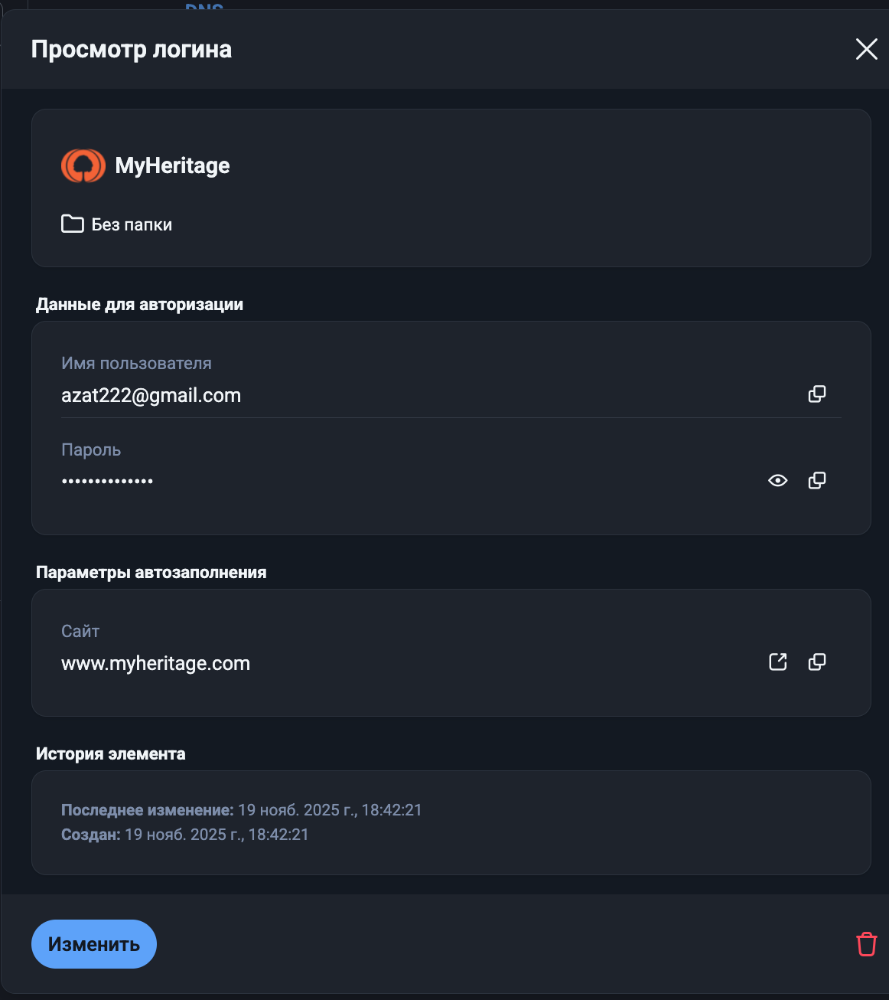 DNS
Просмотр логина
MyHeritage
Без папки
Данные для авторизации
Имя пользователя
azat222@gmail.com
Пароль
••••••••••••••
Параметры автозаполнения
Сайт
www.myheritage.com
История элемента
Последнее изменение: 19 нояб. 2025 г., 18:42:21
Создан: 19 нояб. 2025 г., 18:42:21
Изменить